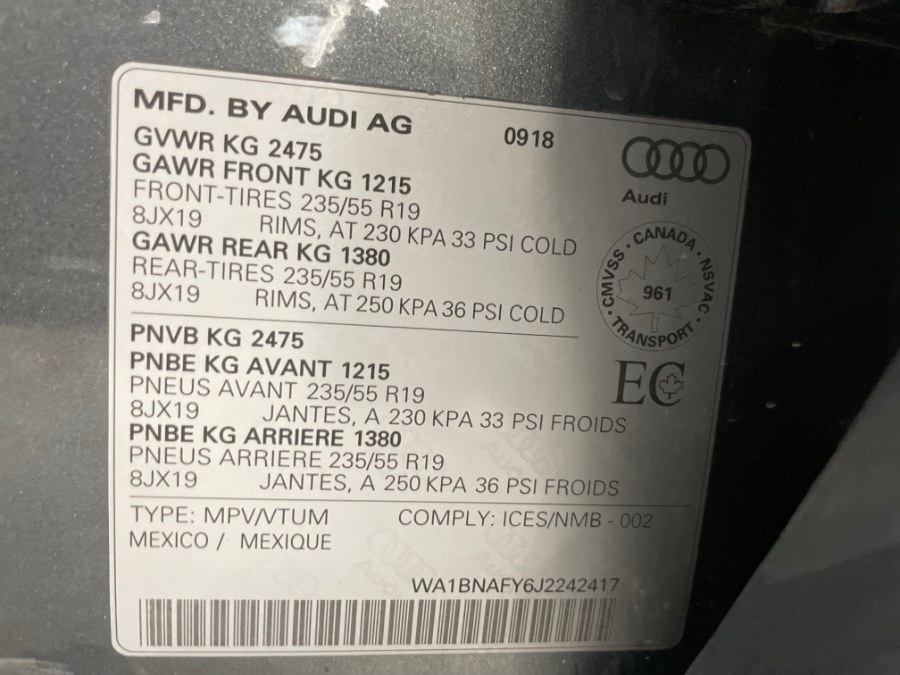 MFD. BY AUDI AG
0918
GVWR KG 2475
GAWR FRONT KG 1215
FRONT-TIRES 235/55 R19
8JX19 RIMS, AT 230 KPA 33 PSI COLD
GAWR REAR KG 1380
REAR-TIRES 235/55 R19
8JX19 RIMS, AT 250 KPA 36 PSI COLD
Audi
CMVSS · CANADA · NSVAC · TRANSPORT ·
961
EC
PNVB KG 2475
PNBE KG AVANT 1215
PNEUS AVANT 235/55 R19
8JX19 JANTES, A 230 KPA 33 PSI FROIDS
PNBE KG ARRIERE 1380
PNEUS ARRIERE 235/55 R19
8JX19 JANTES, A 250 KPA 36 PSI FROIDS
TYPE: MPV/VTUM COMPLY: ICES/NMB - 002
MEXICO / MEXIQUE
WA1BNAFY6J2242417